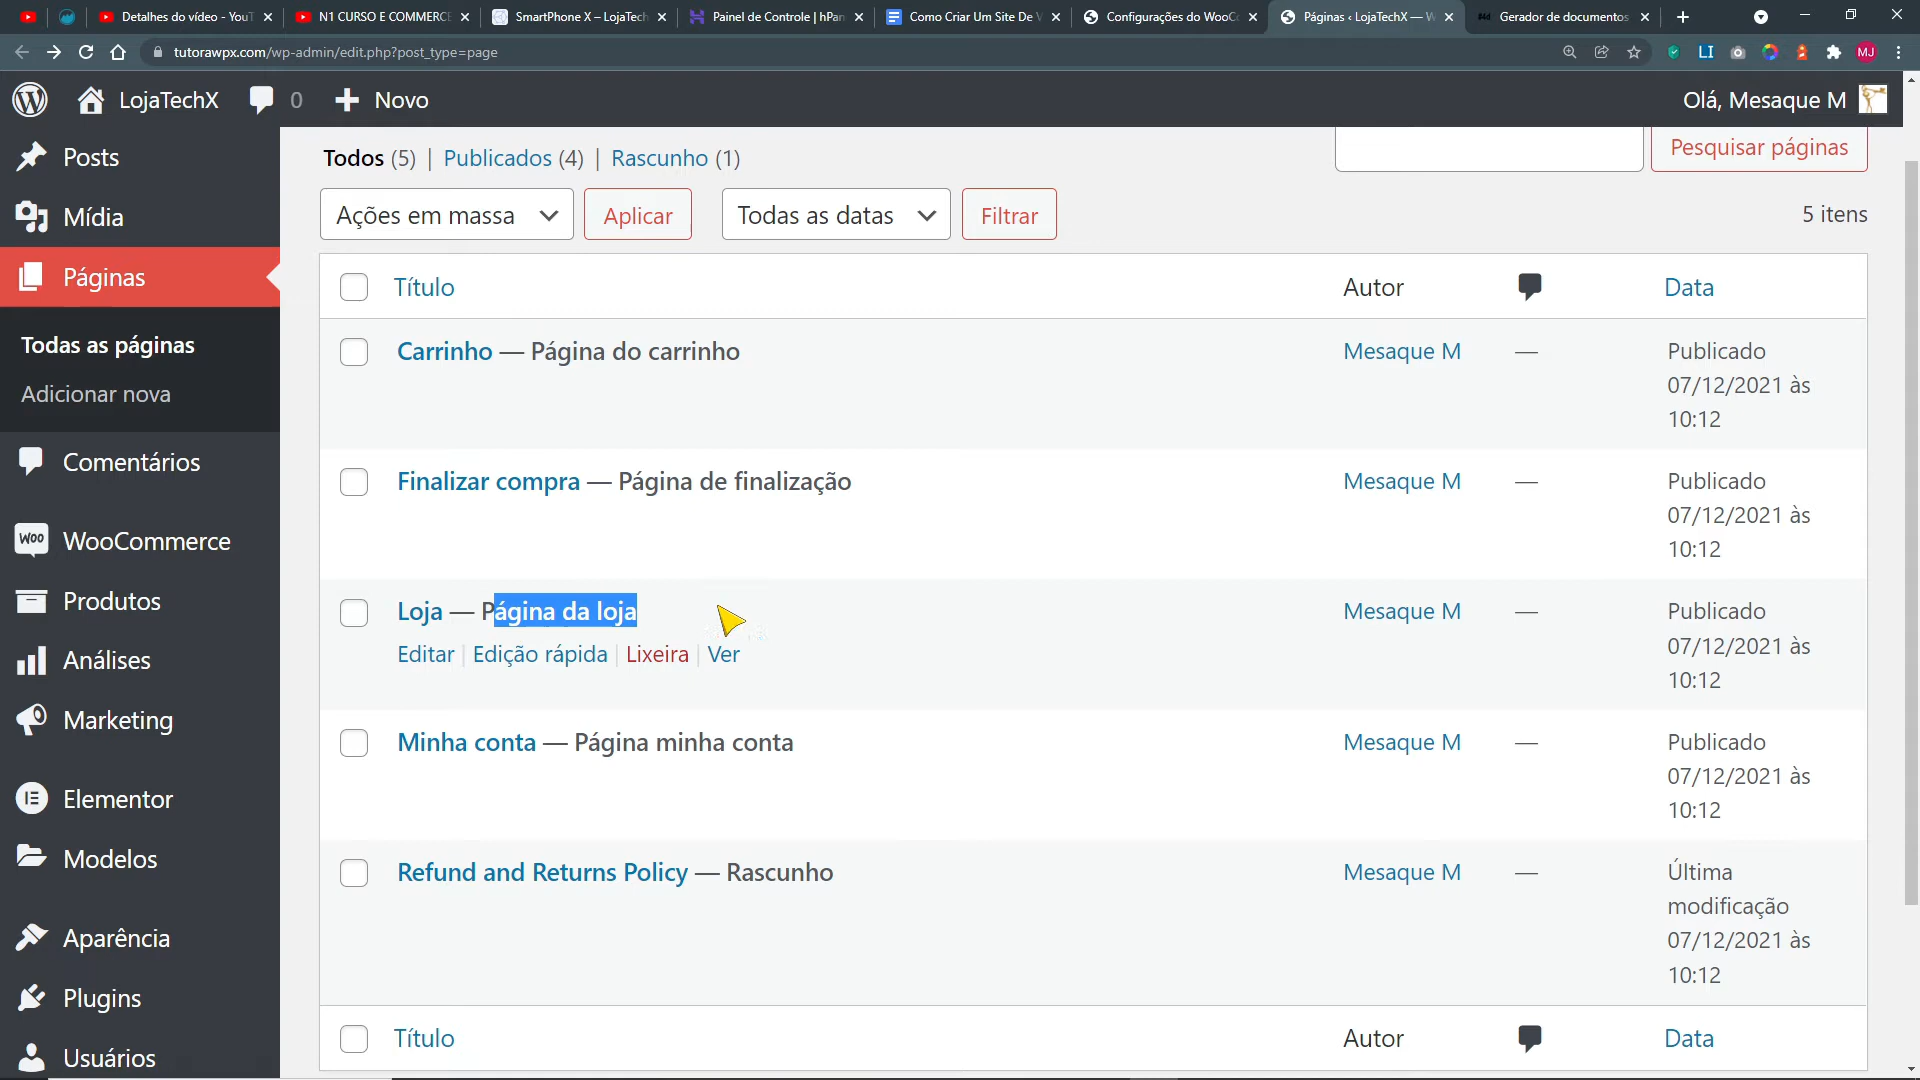 Detalhes do vídeo - YouT
N1 CURSO E COMMERCE
SmartPhone X – LojaTech
Painel de Controle | hPan
Como Criar Um Site De V
Configurações do WooCo
Páginas ‹ LojaTechX — W
Gerador de documentos
tutorawpx.com/wp-admin/edit.php?post_type=page
LI
MJ
LojaTechX
0
Novo
Olá, Mesaque M
Posts
Mídia
Páginas
Todas as páginas
Adicionar nova
Comentários
WooCommerce
Produtos
Análises
Marketing
Elementor
Modelos
Aparência
Plugins
Usuários
Todos (5) | Publicados (4) | Rascunho (1)
Pesquisar páginas
Ações em massa
Aplicar
Todas as datas
Filtrar
5 itens
Título
Autor
Data
Carrinho — Página do carrinho
Mesaque M
—
Publicado
07/12/2021 às
10:12
Finalizar compra — Página de finalização
Mesaque M
—
Publicado
07/12/2021 às
10:12
Loja — Página da loja
Editar | Edição rápida | Lixeira | Ver
Mesaque M
—
Publicado
07/12/2021 às
10:12
Minha conta — Página minha conta
Mesaque M
—
Publicado
07/12/2021 às
10:12
Refund and Returns Policy — Rascunho
Mesaque M
—
Última
modificação
07/12/2021 às
10:12
Título
Autor
Data